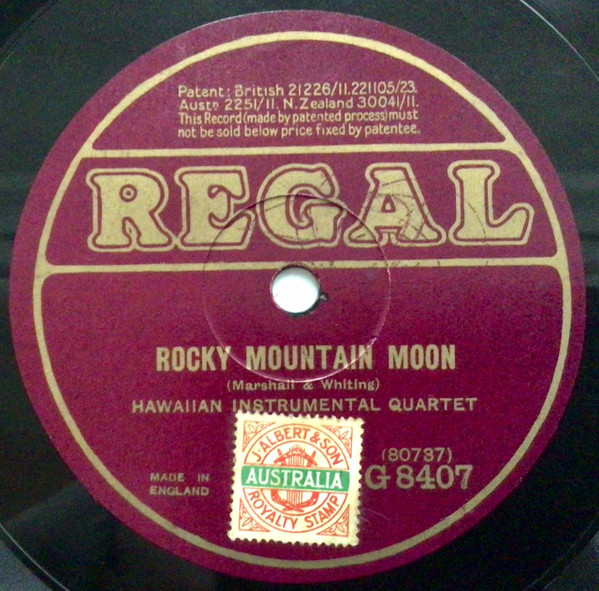 Patent: British 21226/11.221105/23.
Austn 2251/11. N.Zealand 30041/11.
This Record (made by patented process) must
not be sold below price fixed by patentee.
REGAL
ROCKY MOUNTAIN MOON
(Marshall & Whiting)
HAWAIIAN INSTRUMENTAL QUARTET
(80737)
MADE IN
ENGLAND
G 8407
J. ALBERT & SON
AUSTRALIA
ROYALTY STAMP